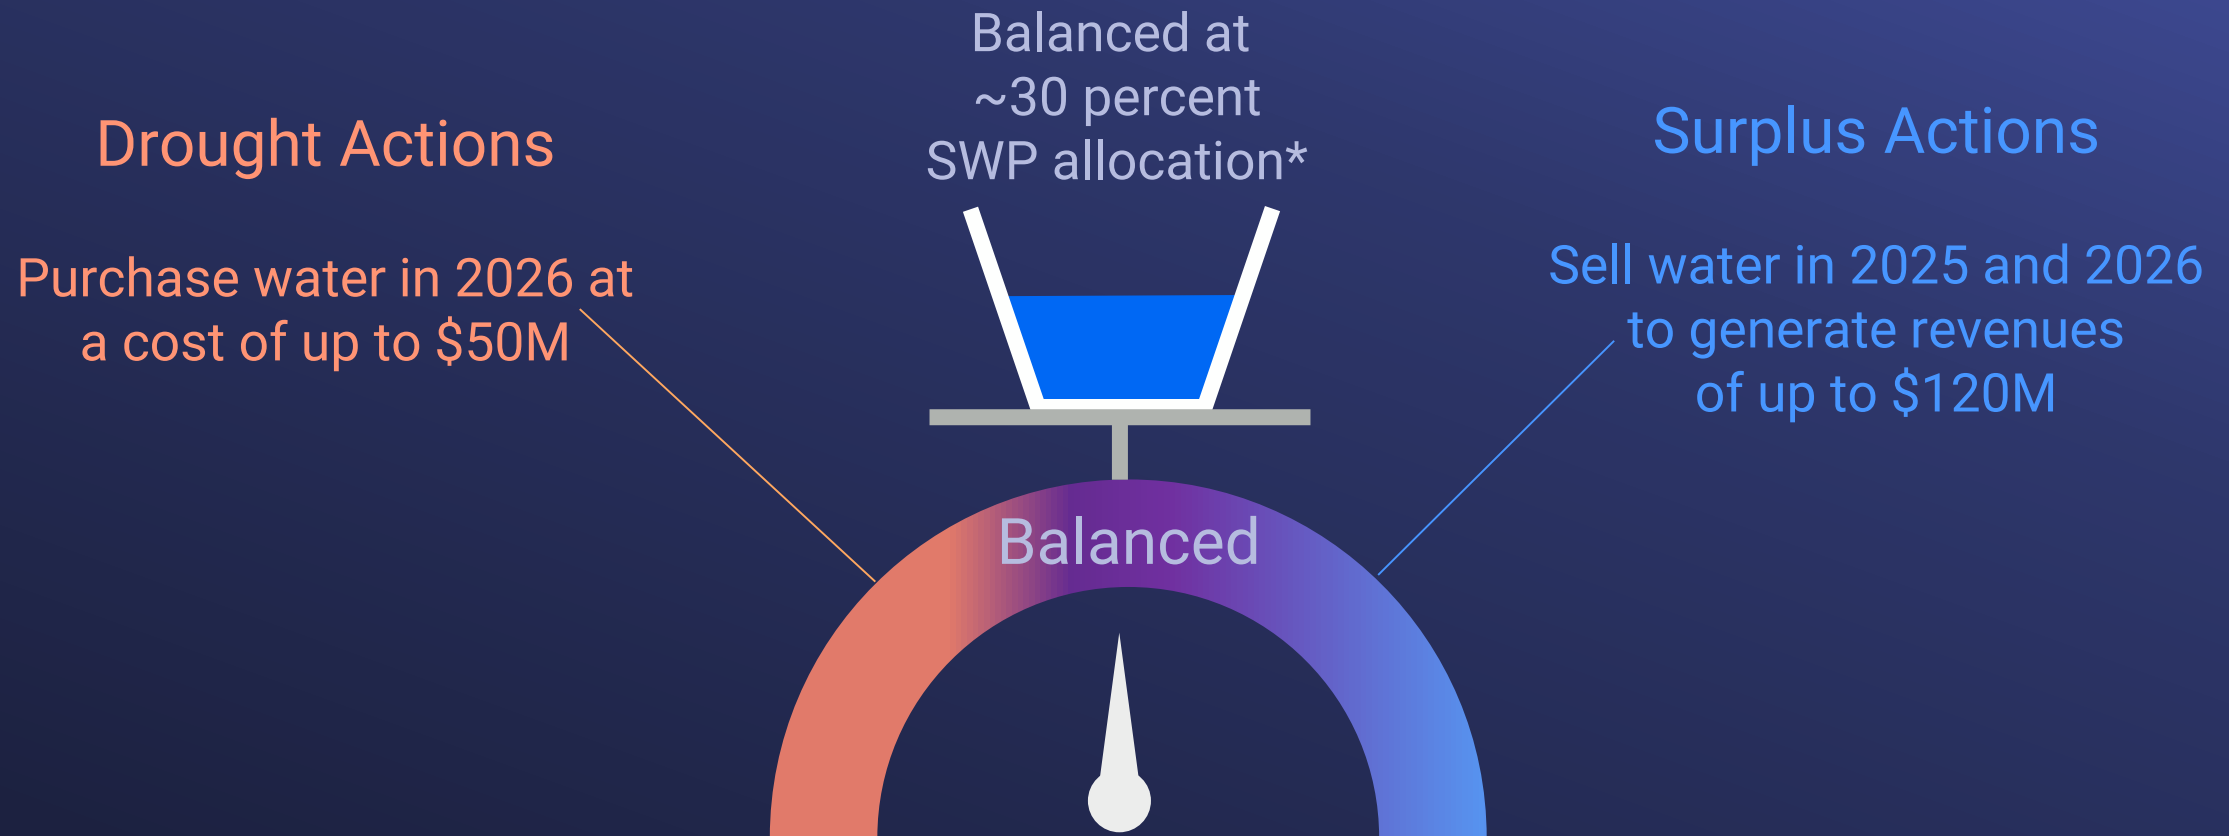 Balanced at
~30 percent
SWP allocation*
Drought Actions
Purchase water in 2026 at
a cost of up to $50M
Surplus Actions
Sell water in 2025 and 2026
to generate revenues
of up to $120M
Balanced